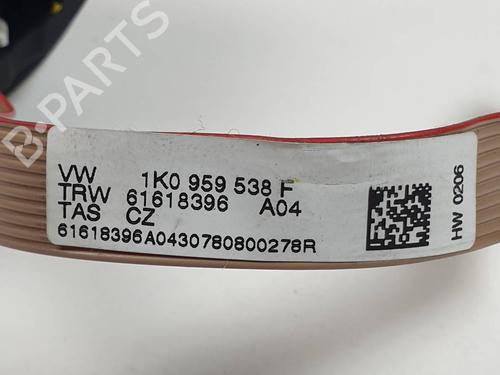 B-PARTS
VW 1K0 959 538 F
TRW 61618396 A04
TAS CZ
61618396A0430780800278R
HW 0206